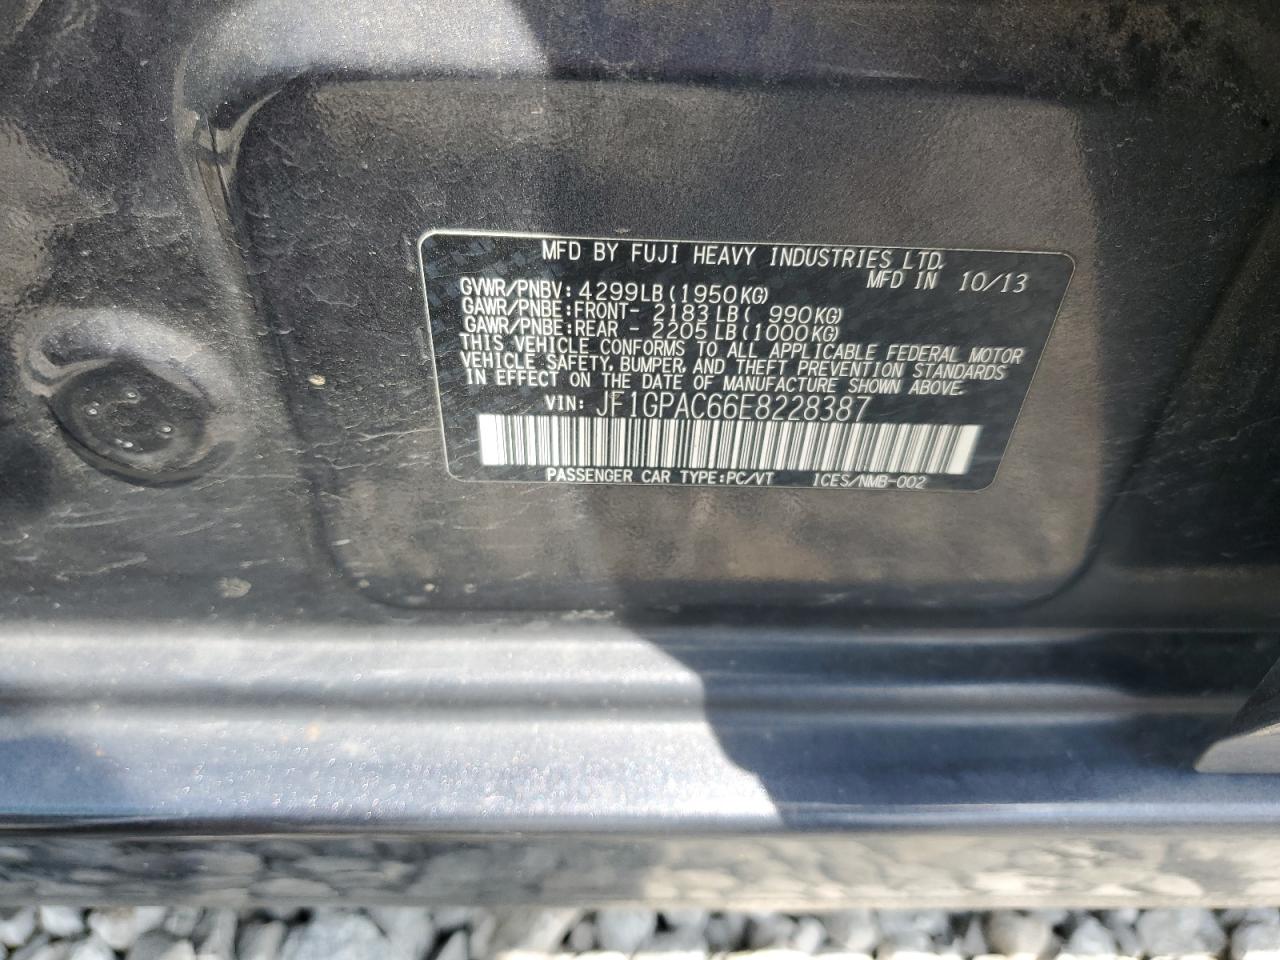 MFD BY FUJI HEAVY INDUSTRIES LTD.
MFD IN 10/13
GVWR/PNBV: 4299LB(1950KG)
GAWR/PNBE:FRONT- 2183LB( 990KG)
GAWR/PNBE:REAR - 2205LB(1000KG)
THIS VEHICLE CONFORMS TO ALL APPLICABLE FEDERAL MOTOR
VEHICLE SAFETY, BUMPER, AND THEFT PREVENTION STANDARDS
IN EFFECT ON THE DATE OF MANUFACTURE SHOWN ABOVE.
VIN: JF1GPAC66E8228387
PASSENGER CAR TYPE:PC/VT ICES/NMB-002